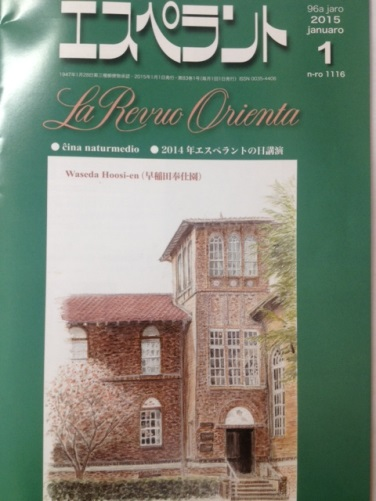 エスペラント
96a jaro
2015
januaro
1
n-ro 1116
La Revuo Orienta
● ĉina naturmedio ● 2014年エスペラントの日講演
Waseda Hoosi-en（早稲田奉仕園）